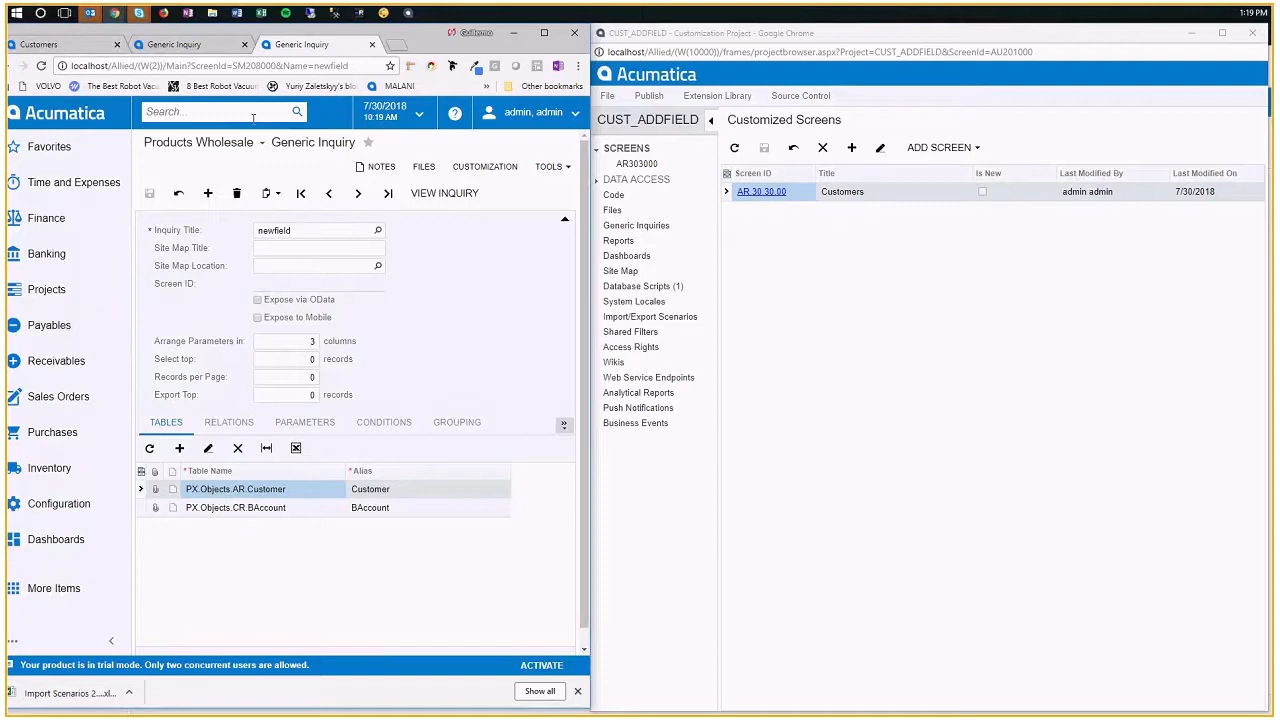 1:19 PM
Customers
Generic Inquiry
Generic Inquiry
Guillermo
localhost/Allied/(W(2))/Main?ScreenId=SM208000&Name=newfield
VOLVO
The Best Robot Vacu
8 Best Robot Vacuum
Yuriy Zaletskyy's blo
MALANI
Other bookmarks
Acumatica
Search...
7/30/2018
10:19 AM
admin, admin
Favorites
Time and Expenses
Finance
Banking
Projects
Payables
Receivables
Sales Orders
Purchases
Inventory
Configuration
Dashboards
More Items
Products Wholesale
Generic Inquiry
NOTES
FILES
CUSTOMIZATION
TOOLS
VIEW INQUIRY
* Inquiry Title: newfield
Site Map Title:
Site Map Location:
Screen ID:
Expose via OData
Expose to Mobile
Arrange Parameters in: 3 columns
Select top: 0 records
Records per Page: 0
Export Top: 0 records
TABLES
RELATIONS
PARAMETERS
CONDITIONS
GROUPING
*Table Name
*Alias
PX.Objects.AR.Customer
Customer
PX.Objects.CR.BAccount
BAccount
Your product is in trial mode. Only two concurrent users are allowed.
ACTIVATE
Import Scenarios 2....xl...
Show all
CUST_ADDFIELD - Customization Project - Google Chrome
localhost/Allied/(W(10000))/frames/projectbrowser.aspx?Project=CUST_ADDFIELD&ScreenId=AU201000
Acumatica
File
Publish
Extension Library
Source Control
CUST_ADDFIELD
SCREENS
AR303000
DATA ACCESS
Code
Files
Generic Inquiries
Reports
Dashboards
Site Map
Database Scripts (1)
System Locales
Import/Export Scenarios
Shared Filters
Access Rights
Wikis
Web Service Endpoints
Analytical Reports
Push Notifications
Business Events
Customized Screens
ADD SCREEN
Screen ID
Title
Is New
Last Modified By
Last Modified On
AR.30.30.00
Customers
admin admin
7/30/2018